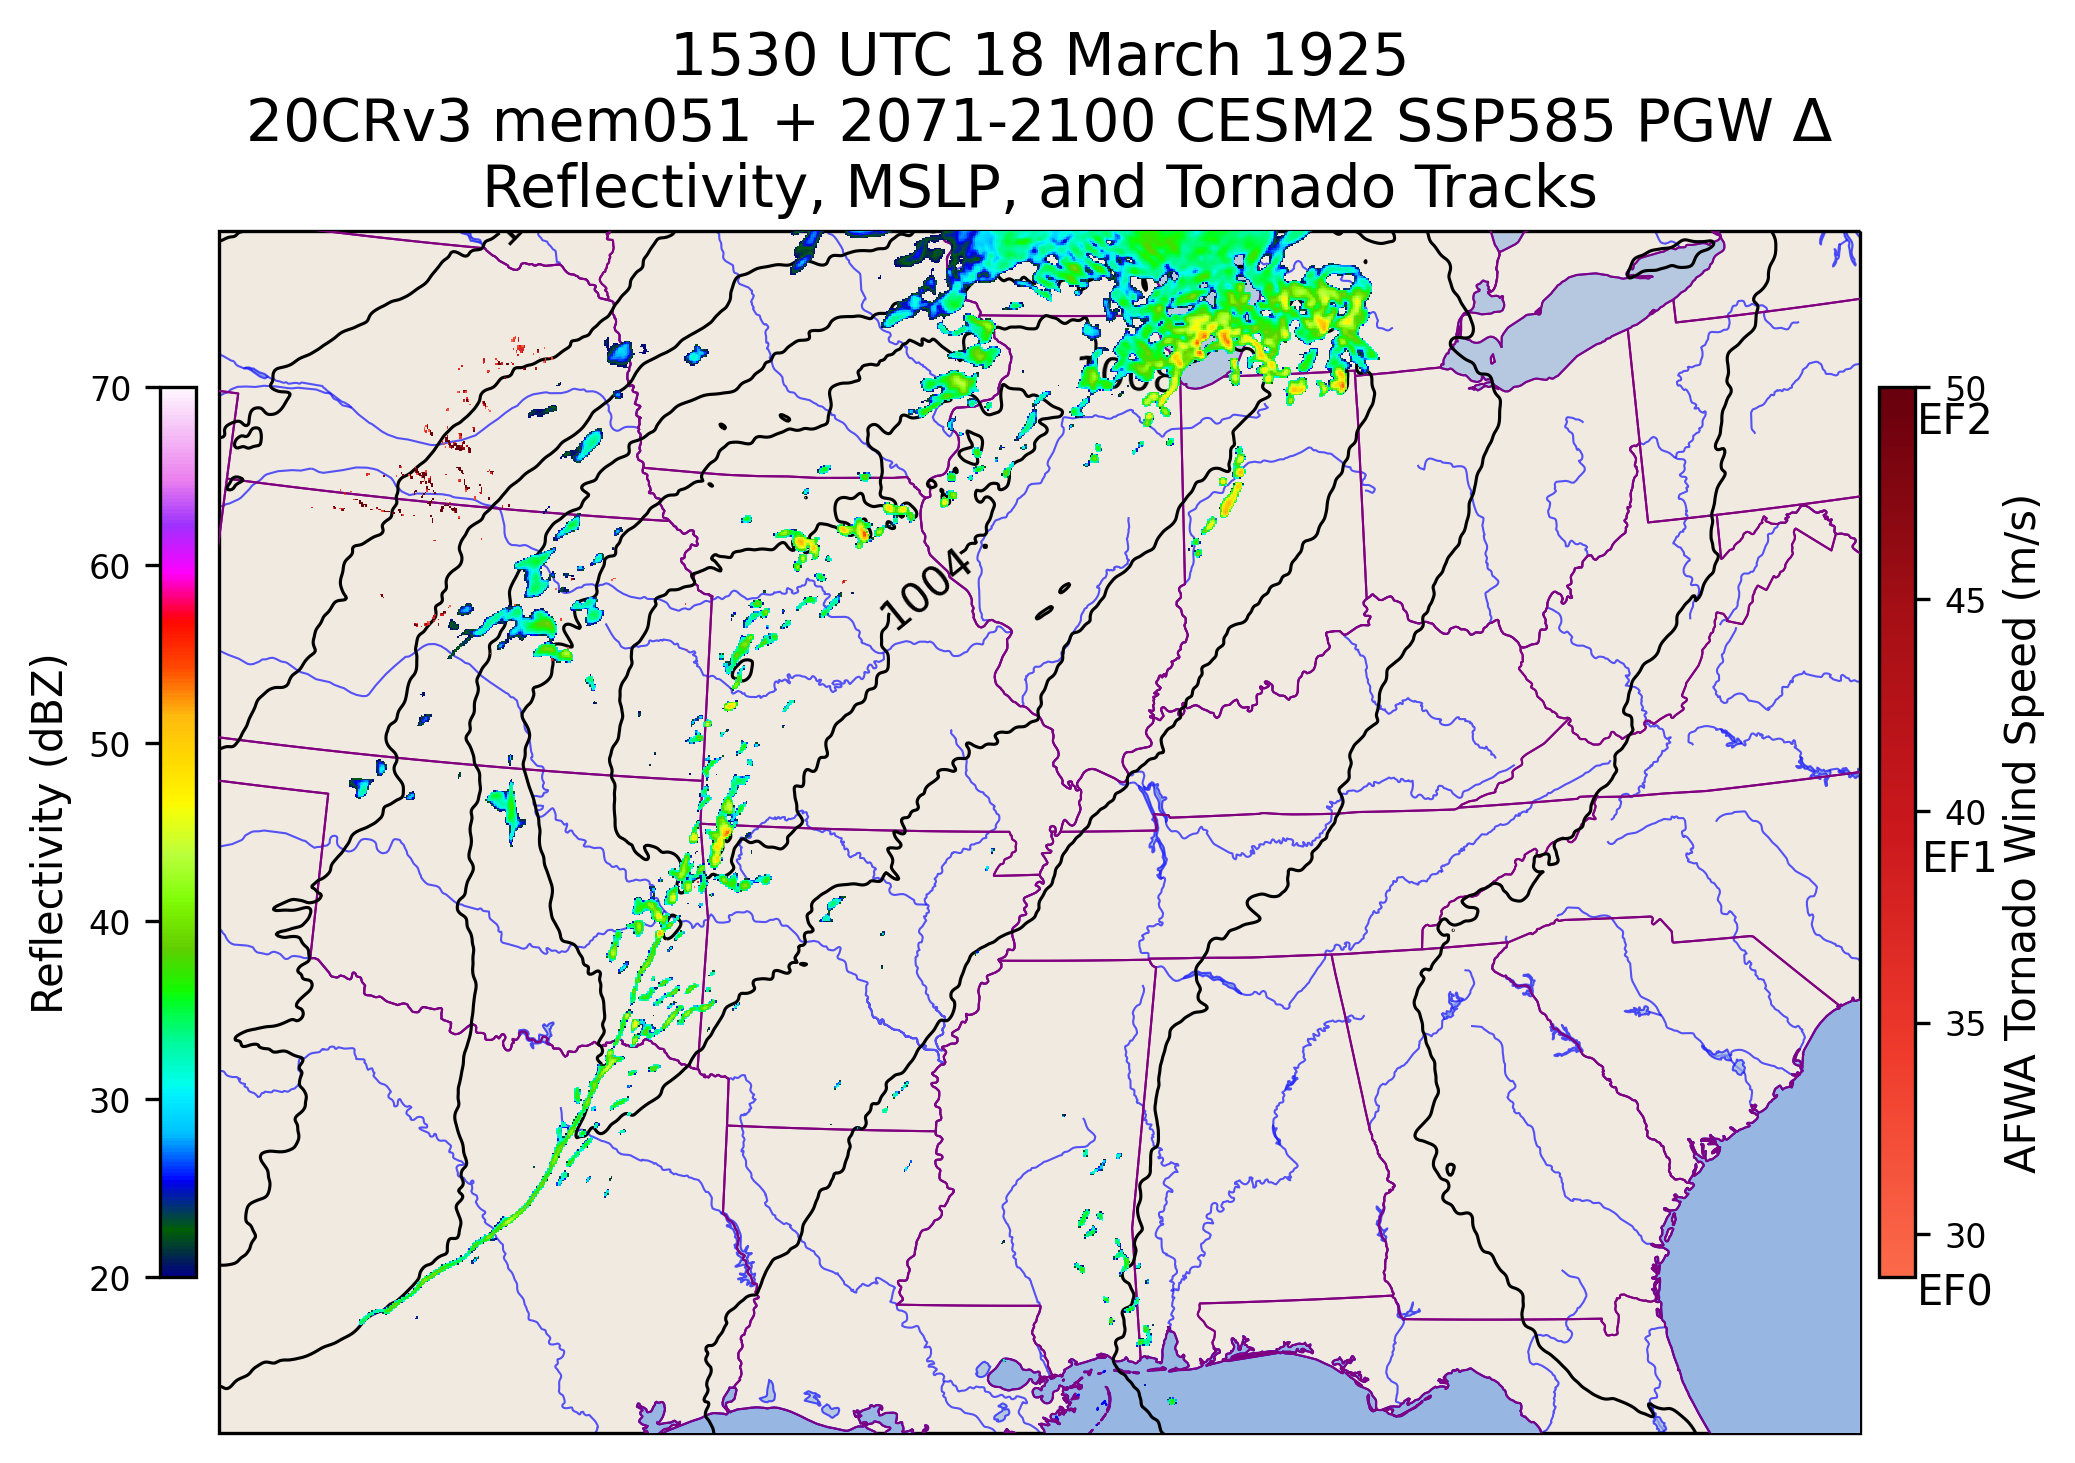 1530 UTC 18 March 1925
20CRv3 mem051 + 2071-2100 CESM2 SSP585 PGW Δ
Reflectivity, MSLP, and Tornado Tracks
70
60
50
40
30
20
Reflectivity (dBZ)
1004
50
EF2
45
40
EF1
35
30
EF0
AFWA Tornado Wind Speed (m/s)